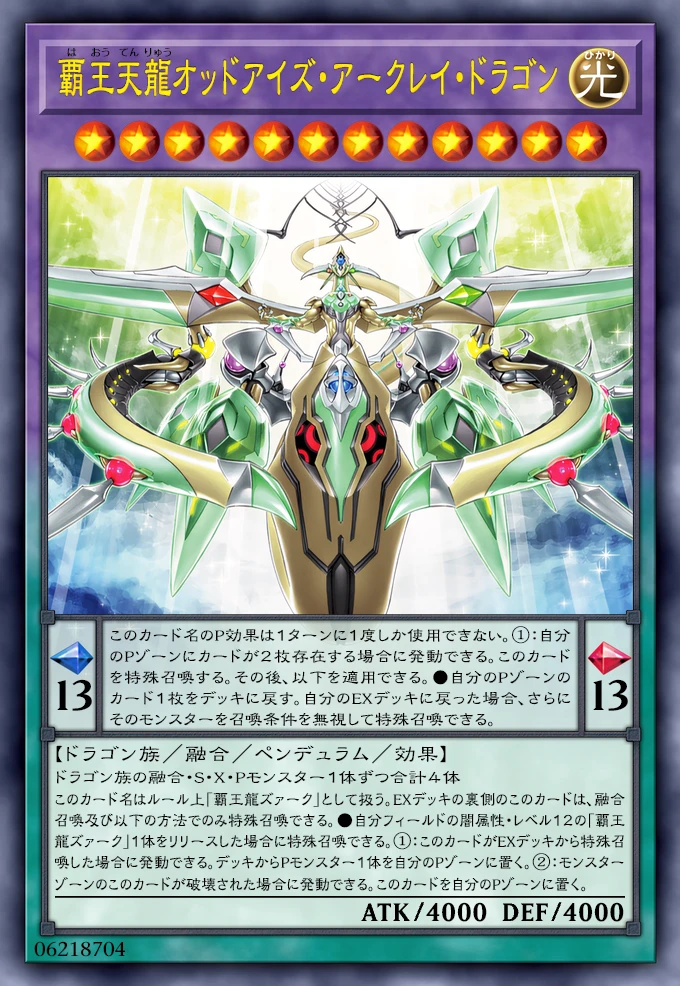 は おう てん りゅう
覇王天龍オッドアイズ・アークレイ・ドラゴン
ひかり
光
このカード名のP効果は1ターンに1度しか使用できない。①:自分
のPゾーンにカードが2枚存在する場合に発動できる。このカード
を特殊召喚する。その後、以下を適用できる。●自分のPゾーンの
カード1枚をデッキに戻す。自分のEXデッキに戻った場合、さらに
そのモンスターを召喚条件を無視して特殊召喚できる。
13
13
【ドラゴン族／融合／ペンデュラム／効果】
ドラゴン族の融合・S・X・Pモンスター1体ずつ合計4体
このカード名はルール上「覇王龍ズァーク」として扱う。EXデッキの裏側のこのカードは、融合
召喚及び以下の方法でのみ特殊召喚できる。●自分フィールドの闇属性・レベル12の「覇王
龍ズァーク」1体をリリースした場合に特殊召喚できる。①:このカードがEXデッキから特殊召
喚した場合に発動できる。デッキからPモンスター1体を自分のPゾーンに置く。②:モンスター
ゾーンのこのカードが破壊された場合に発動できる。このカードを自分のPゾーンに置く。
ATK/4000 DEF/4000
06218704